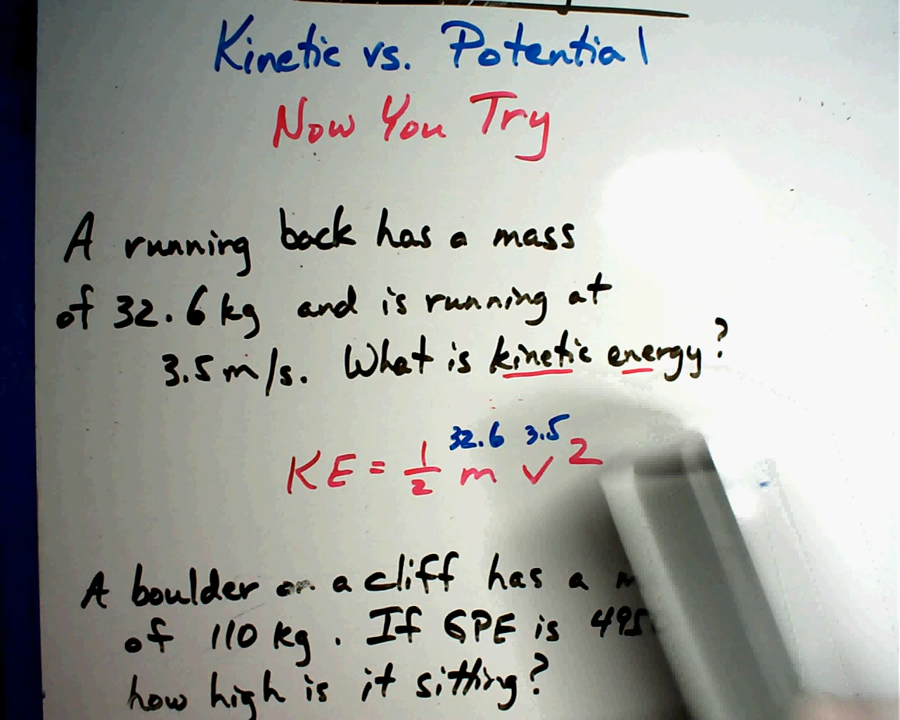 Kinetic vs. Potential
Now You Try
A running back has a mass
of 32.6 kg and is running at
3.5 m/s. What is kinetic energy?
32.6 3.5
KE = 1/2 m v²
A boulder on a cliff has a
of 110 kg. If GPE is
how high is it sitting?